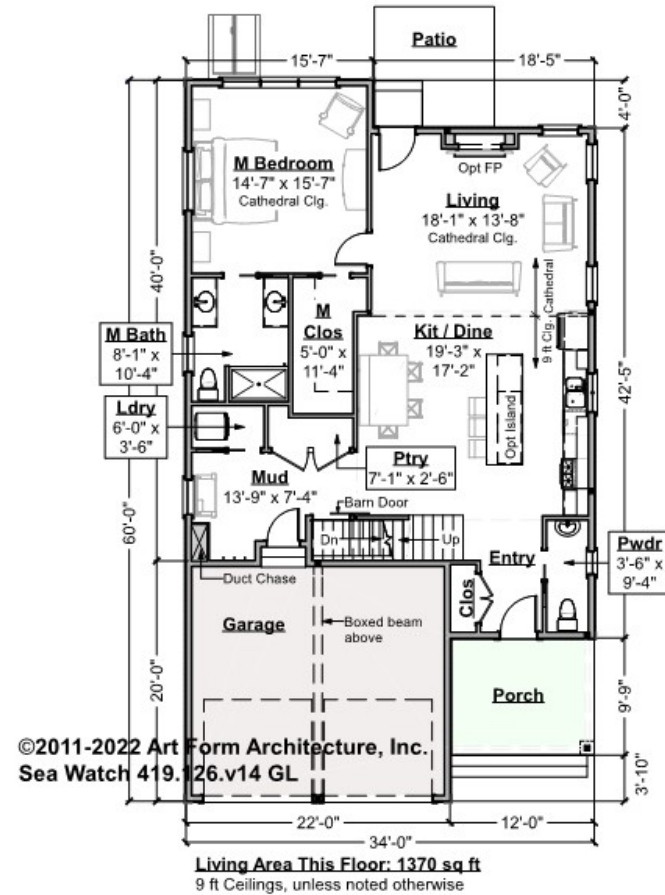 Patio
15'-7"
18'-5"
4'-0"
M Bedroom
14'-7" x 15'-7"
Cathedral Clg.
Opt FP
Living
18'-1" x 13'-8"
Cathedral Clg.
40'-0"
9 ft Clg. Cathedral
M Bath
8'-1" x
10'-4"
M
Clos
5'-0" x
11'-4"
Kit / Dine
19'-3" x
17'-2"
42'-5"
Ldry
6'-0" x
3'-6"
Opt Island
Ptry
7'-1" x 2'-6"
Mud
13'-9" x 7'-4"
Barn Door
60'-0"
Dn
Up
Entry
Pwdr
3'-6" x
9'-4"
Duct Chase
Clos
Garage
Boxed beam
above
20'-0"
Porch
9'-9"
©2011-2022 Art Form Architecture, Inc.
Sea Watch 419.126.v14 GL
3'-10"
22'-0"
12'-0"
34'-0"
Living Area This Floor: 1370 sq ft
9 ft Ceilings, unless noted otherwise